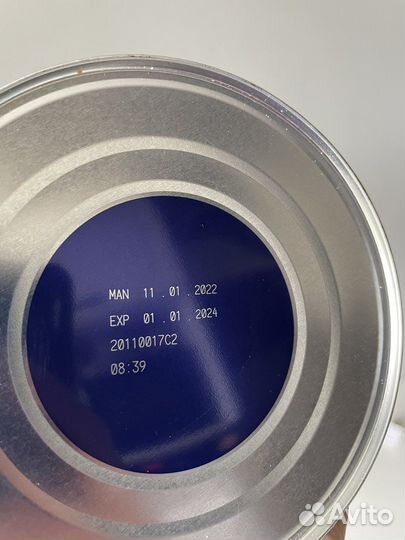 MAN 11 . 01 . 2022
EXP 01 . 01 . 2024
20110017C2
08:39
Avito